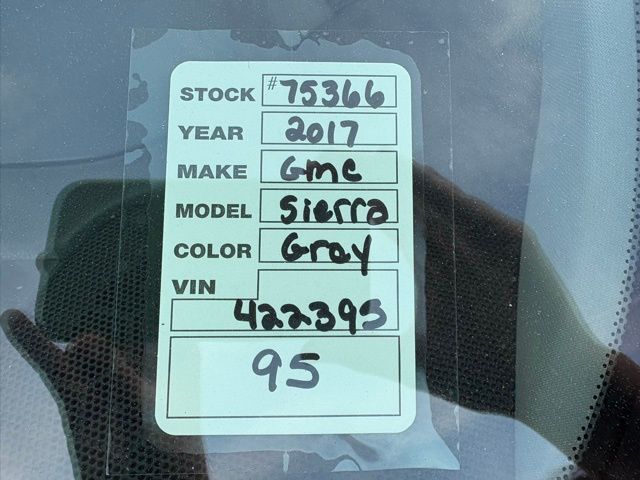 STOCK #75366
YEAR 2017
MAKE Gmc
MODEL Sierra
COLOR Gray
VIN
422395
95